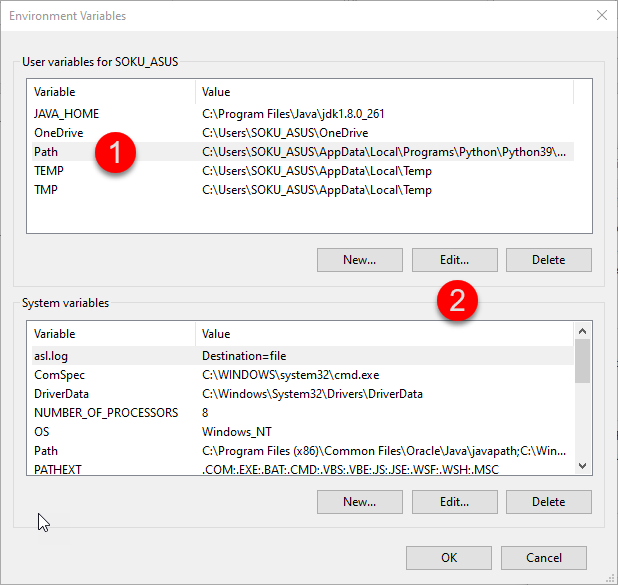 Environment Variables
User variables for SOKU_ASUS
Variable Value
JAVA_HOME C:\Program Files\Java\jdk1.8.0_261
OneDrive C:\Users\SOKU_ASUS\OneDrive
Path 1 C:\Users\SOKU_ASUS\AppData\Local\Programs\Python\Python39\...
TEMP C:\Users\SOKU_ASUS\AppData\Local\Temp
TMP C:\Users\SOKU_ASUS\AppData\Local\Temp
New... Edit... Delete
2
System variables
Variable Value
asl.log Destination=file
ComSpec C:\WINDOWS\system32\cmd.exe
DriverData C:\Windows\System32\Drivers\DriverData
NUMBER_OF_PROCESSORS 8
OS Windows_NT
Path C:\Program Files (x86)\Common Files\Oracle\Java\javapath;C:\Win...
PATHEXT .COM;.EXE;.BAT;.CMD;.VBS;.VBE;.JS;.JSE;.WSF;.WSH;.MSC
New... Edit... Delete
OK Cancel